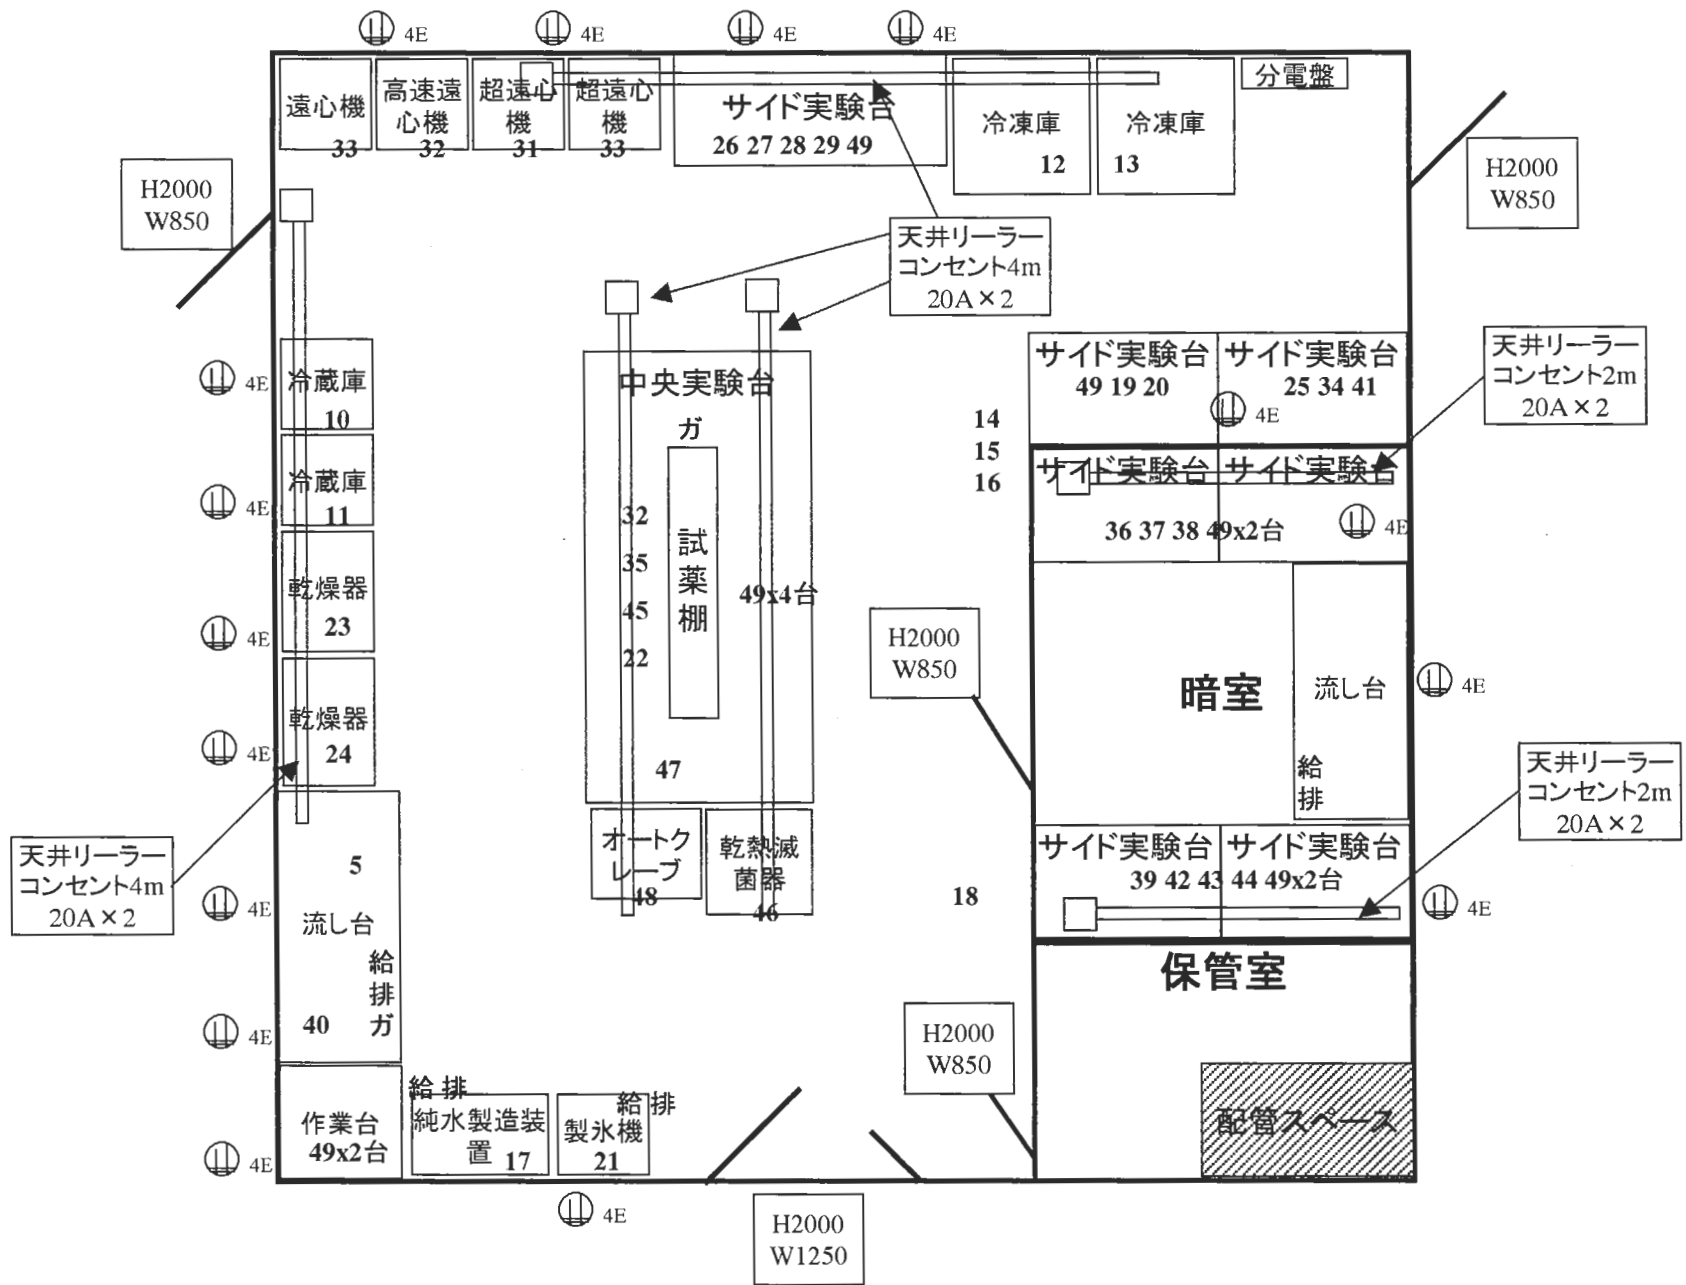 4E
4E
4E
4E
遠心機
33
高速遠
心機
32
超遠心
機
31
超遠心
機
33
サイド実験台
26 27 28 29 49
冷凍庫
12
冷凍庫
13
分電盤
H2000
W850
H2000
W850
天井リーラー
コンセント4m
20A×2
天井リーラー
コンセント2m
20A×2
4E
冷蔵庫
10
4E
冷蔵庫
11
4E
乾燥器
23
4E
乾燥器
24
中央実験台
ガ
試
薬
棚
32
35
45
22
49x4台
47
14
15
16
サイド実験台
49 19 20
サイド実験台
25 34 41
4E
サイド実験台
サイド実験台
36 37 38 49x2台
4E
H2000
W850
暗室
流し台
給
排
4E
天井リーラー
コンセント2m
20A×2
オートク
レーブ
48
乾熱滅
菌器
46
18
サイド実験台
サイド実験台
39 42 43 44 49x2台
4E
天井リーラー
コンセント4m
20A×2
4E
5
流し台
給
排
ガ
40
4E
保管室
H2000
W850
配管スペース
作業台
49x2台
4E
給排
純水製造装
置
17
給排
製氷機
21
4E
H2000
W1250